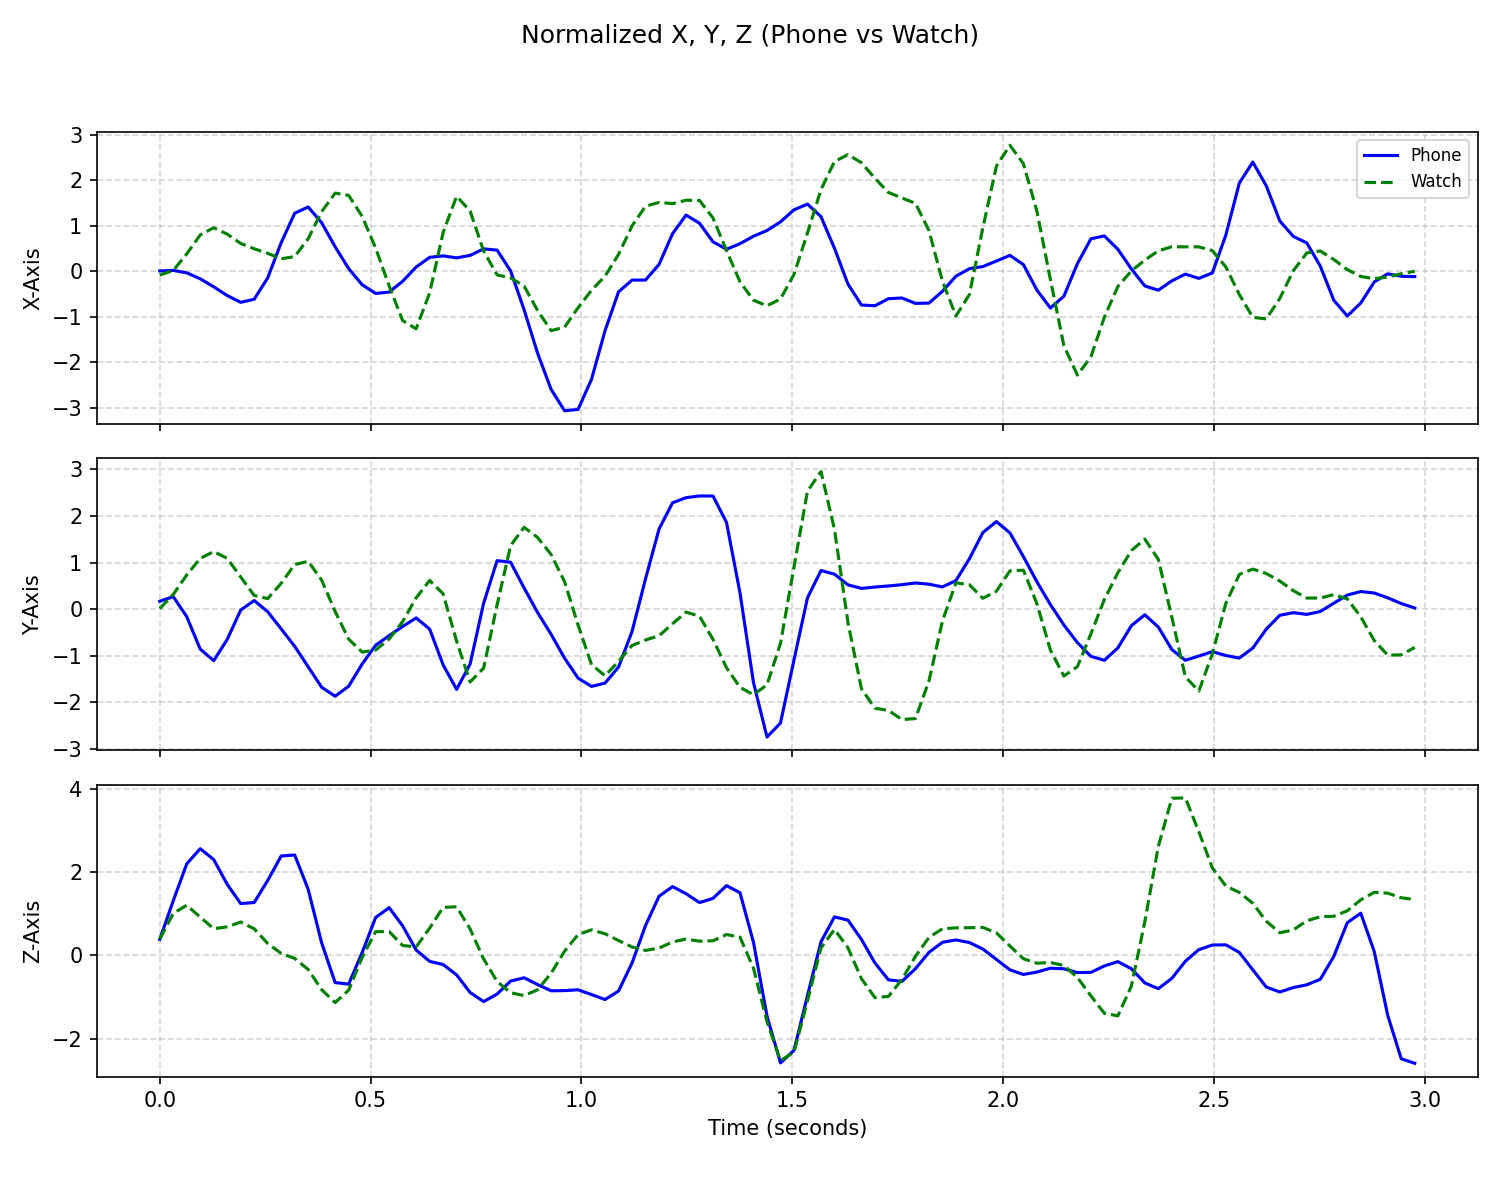 Normalized X, Y, Z (Phone vs Watch)
3
2
1
0
−1
−2
−3
X-Axis
Phone
Watch
3
2
1
0
−1
−2
−3
Y-Axis
4
2
0
−2
Z-Axis
0.0 0.5 1.0 1.5 2.0 2.5 3.0
Time (seconds)